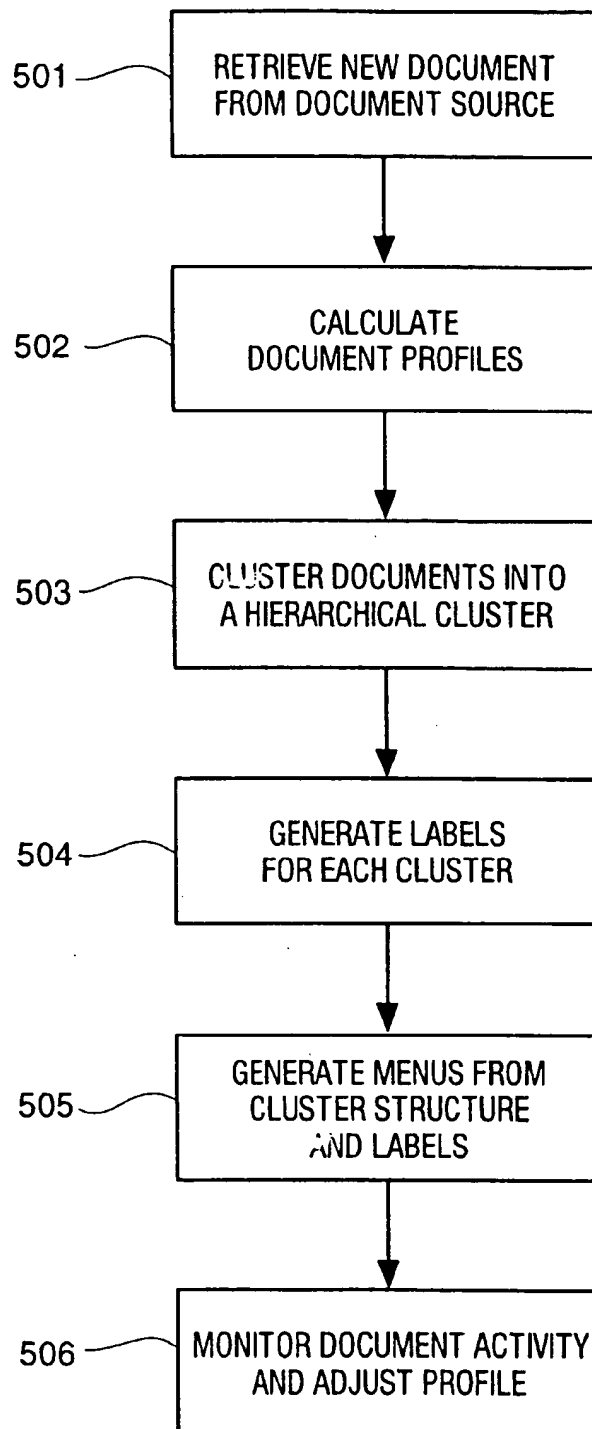 501
RETRIEVE NEW DOCUMENT
FROM DOCUMENT SOURCE
502
CALCULATE
DOCUMENT PROFILES
503
CLUSTER DOCUMENTS INTO
A HIERARCHICAL CLUSTER
504
GENERATE LABELS
FOR EACH CLUSTER
505
GENERATE MENUS FROM
CLUSTER STRUCTURE
AND LABELS
506
MONITOR DOCUMENT ACTIVITY
AND ADJUST PROFILE